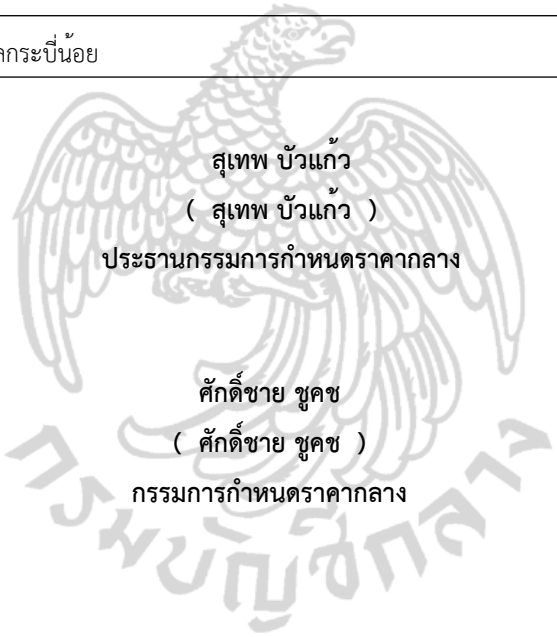 ลกระบี่น้อย
สุเทพ บัวแก้ว
( สุเทพ บัวแก้ว )
ประธานกรรมการกำหนดราคากลาง
ศักดิ์ชาย ชูคช
( ศักดิ์ชาย ชูคช )
กรรมการกำหนดราคากลาง
กรมบัญชีกลาง